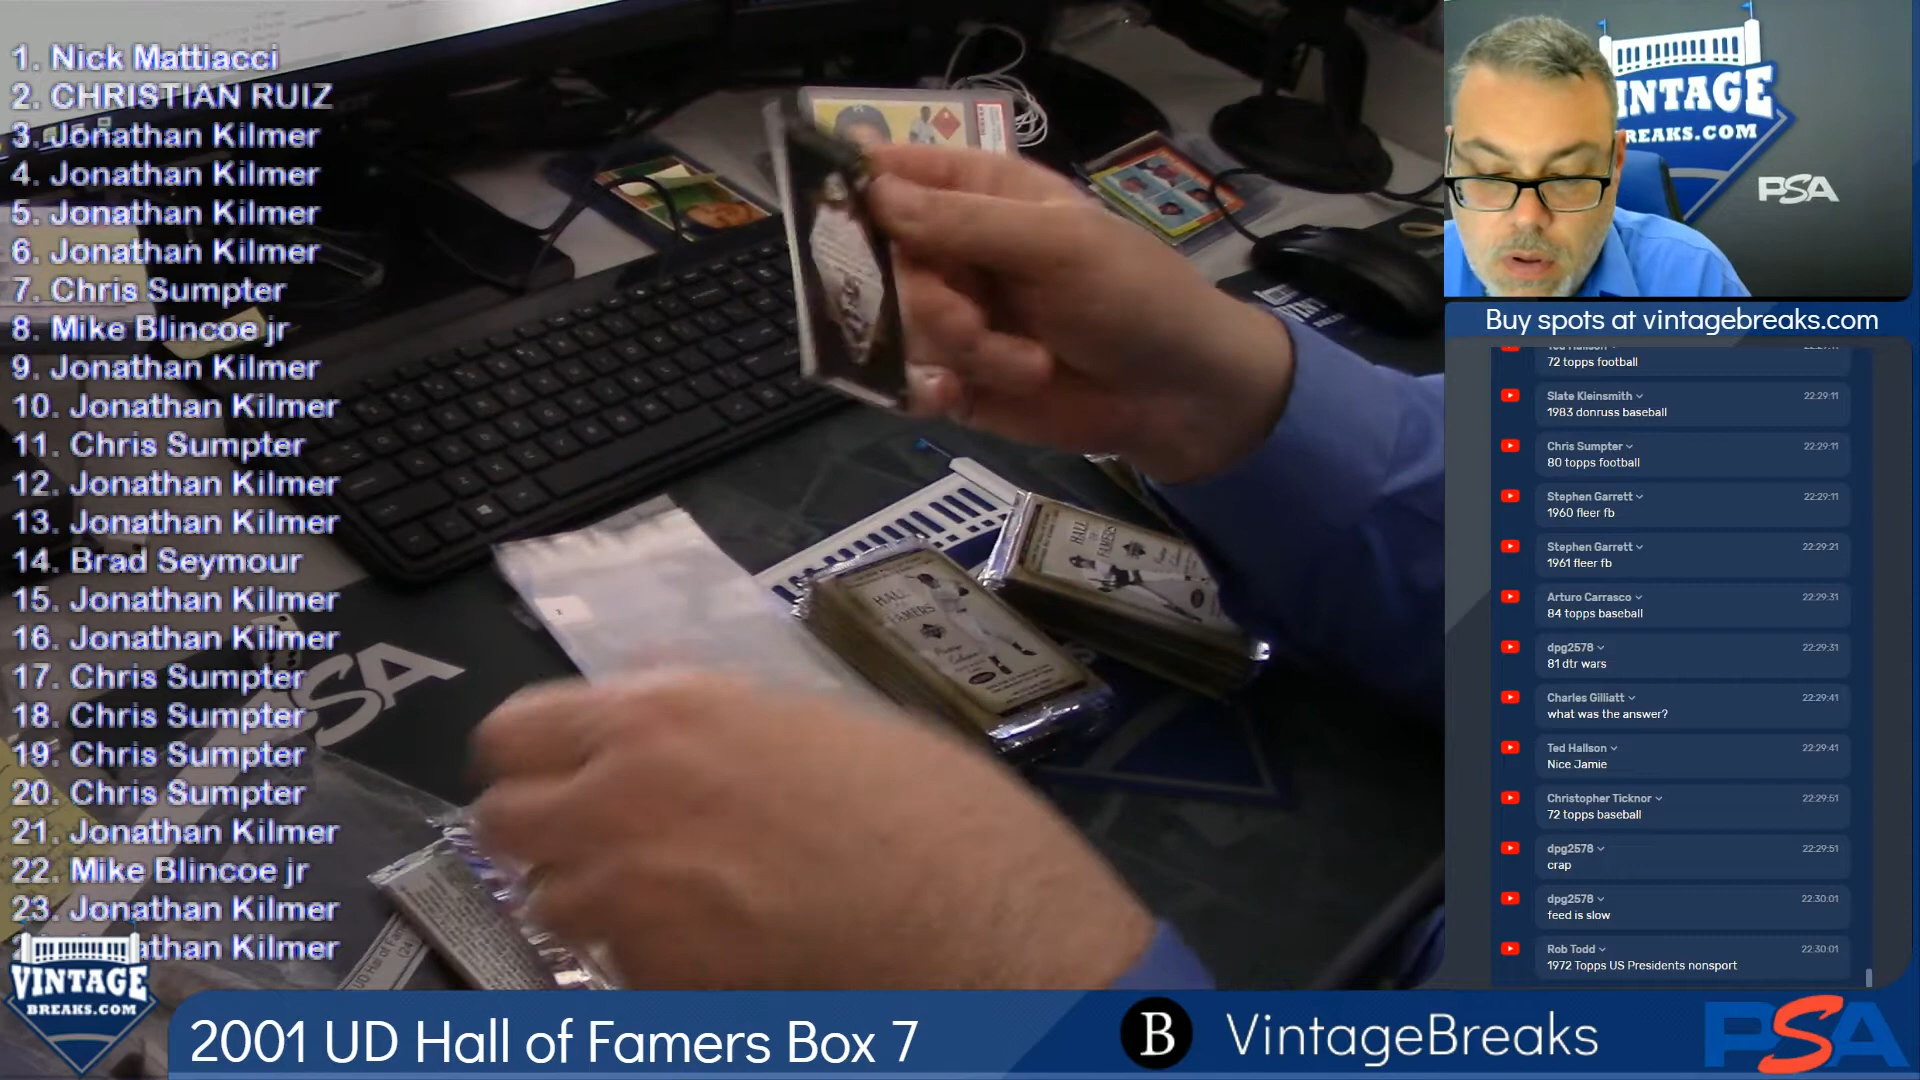 1. Nick Mattiacci
2. CHRISTIAN RUIZ
3. Jonathan Kilmer
4. Jonathan Kilmer
5. Jonathan Kilmer
6. Jonathan Kilmer
7. Chris Sumpter
8. Mike Blincoe jr
9. Jonathan Kilmer
10. Jonathan Kilmer
11. Chris Sumpter
12. Jonathan Kilmer
13. Jonathan Kilmer
14. Brad Seymour
15. Jonathan Kilmer
16. Jonathan Kilmer
17. Chris Sumpter
18. Chris Sumpter
19. Chris Sumpter
20. Chris Sumpter
21. Jonathan Kilmer
22. Mike Blincoe jr
23. Jonathan Kilmer
athan Kilmer
VINTAGE
BREAKS.COM
PSA
HALL
OF
FAMERS
HALL
FAMERS
UD Hall of
(24)
INTAGE
REAKS.COM
PSA
Buy spots at vintagebreaks.com
72 topps football
Slate Kleinsmith 22:29:11
1983 donruss baseball
Chris Sumpter 22:29:11
80 topps football
Stephen Garrett 22:29:11
1960 fleer fb
Stephen Garrett 22:29:21
1961 fleer fb
Arturo Carrasco 22:29:31
84 topps baseball
dpg2578 22:29:31
81 dtr wars
Charles Gilliatt 22:29:41
what was the answer?
Ted Hallson 22:29:41
Nice Jamie
Christopher Ticknor 22:29:51
72 topps baseball
dpg2578 22:29:51
crap
dpg2578 22:30:01
feed is slow
Rob Todd 22:30:01
1972 Topps US Presidents nonsport
2001 UD Hall of Famers Box 7
B VintageBreaks
PSA